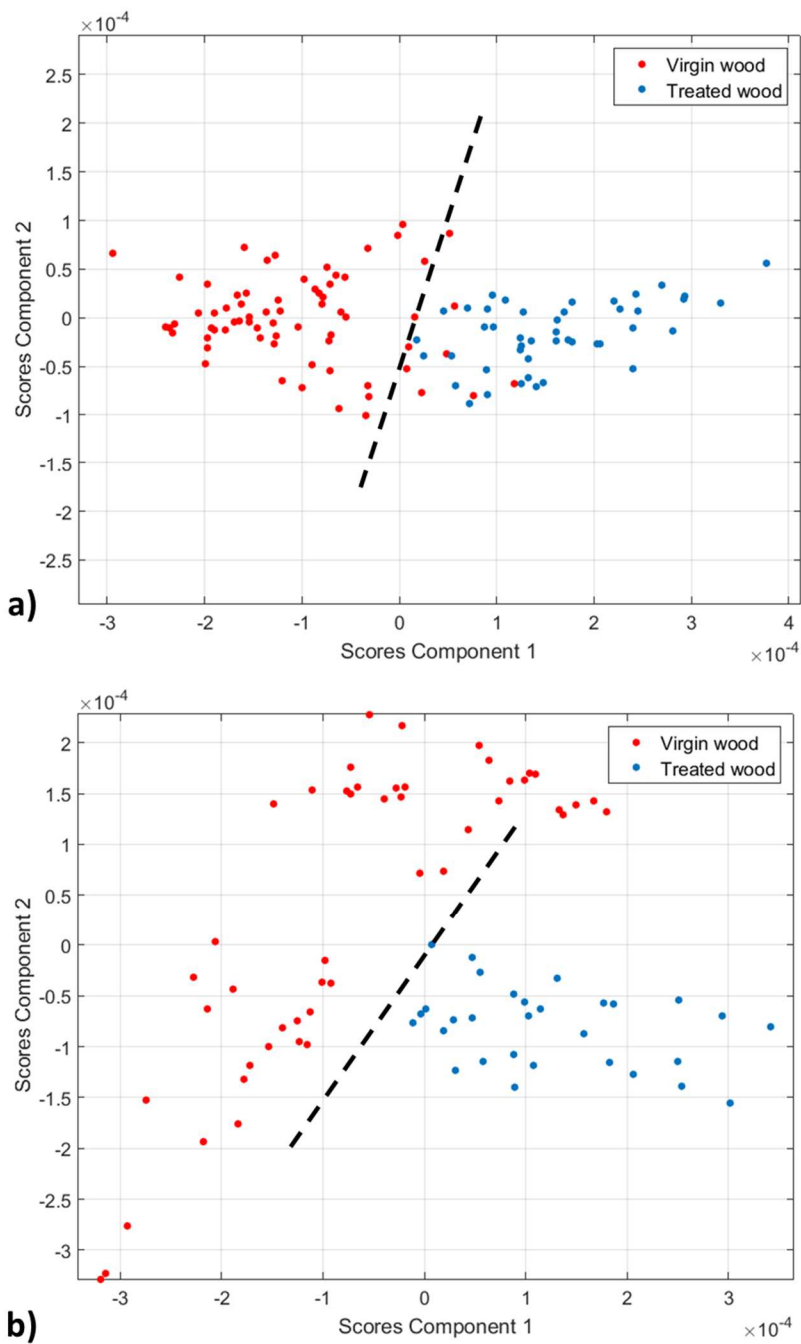 ×10⁻⁴
Virgin wood
Treated wood
2.5
2
1.5
1
0.5
0
-0.5
-1
-1.5
-2
-2.5
Scores Component 2
-3 -2 -1 0 1 2 3 4
Scores Component 1
×10⁻⁴
a)
×10⁻⁴
Virgin wood
Treated wood
2
1.5
1
0.5
0
-0.5
-1
-1.5
-2
-2.5
-3
Scores Component 2
-3 -2 -1 0 1 2 3
Scores Component 1
×10⁻⁴
b)